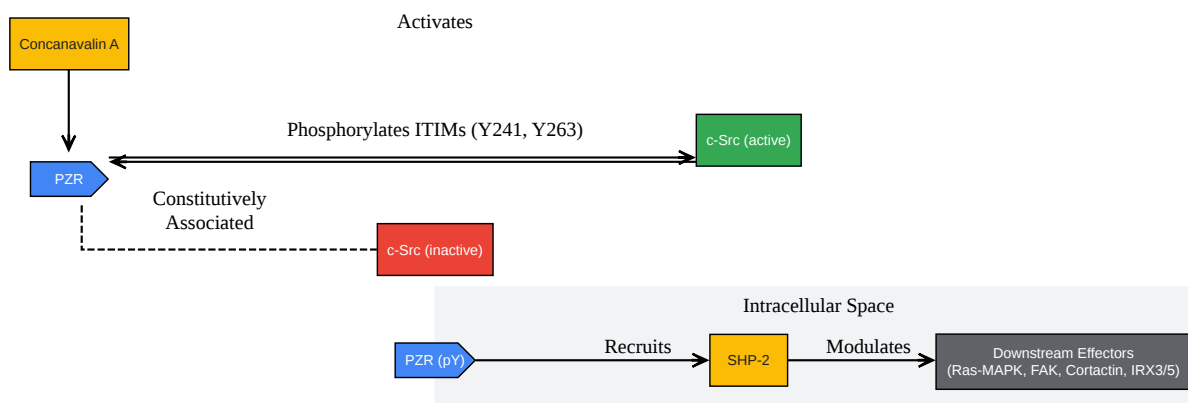 Activates
Concanavalin A
Phosphorylates ITIMs (Y241, Y263)
c-Src (active)
PZR
Constitutively
Associated
c-Src (inactive)
Intracellular Space
PZR (pY)
Recruits
SHP-2
Modulates
Downstream Effectors
(Ras-MAPK, FAK, Cortactin, IRX3/5)